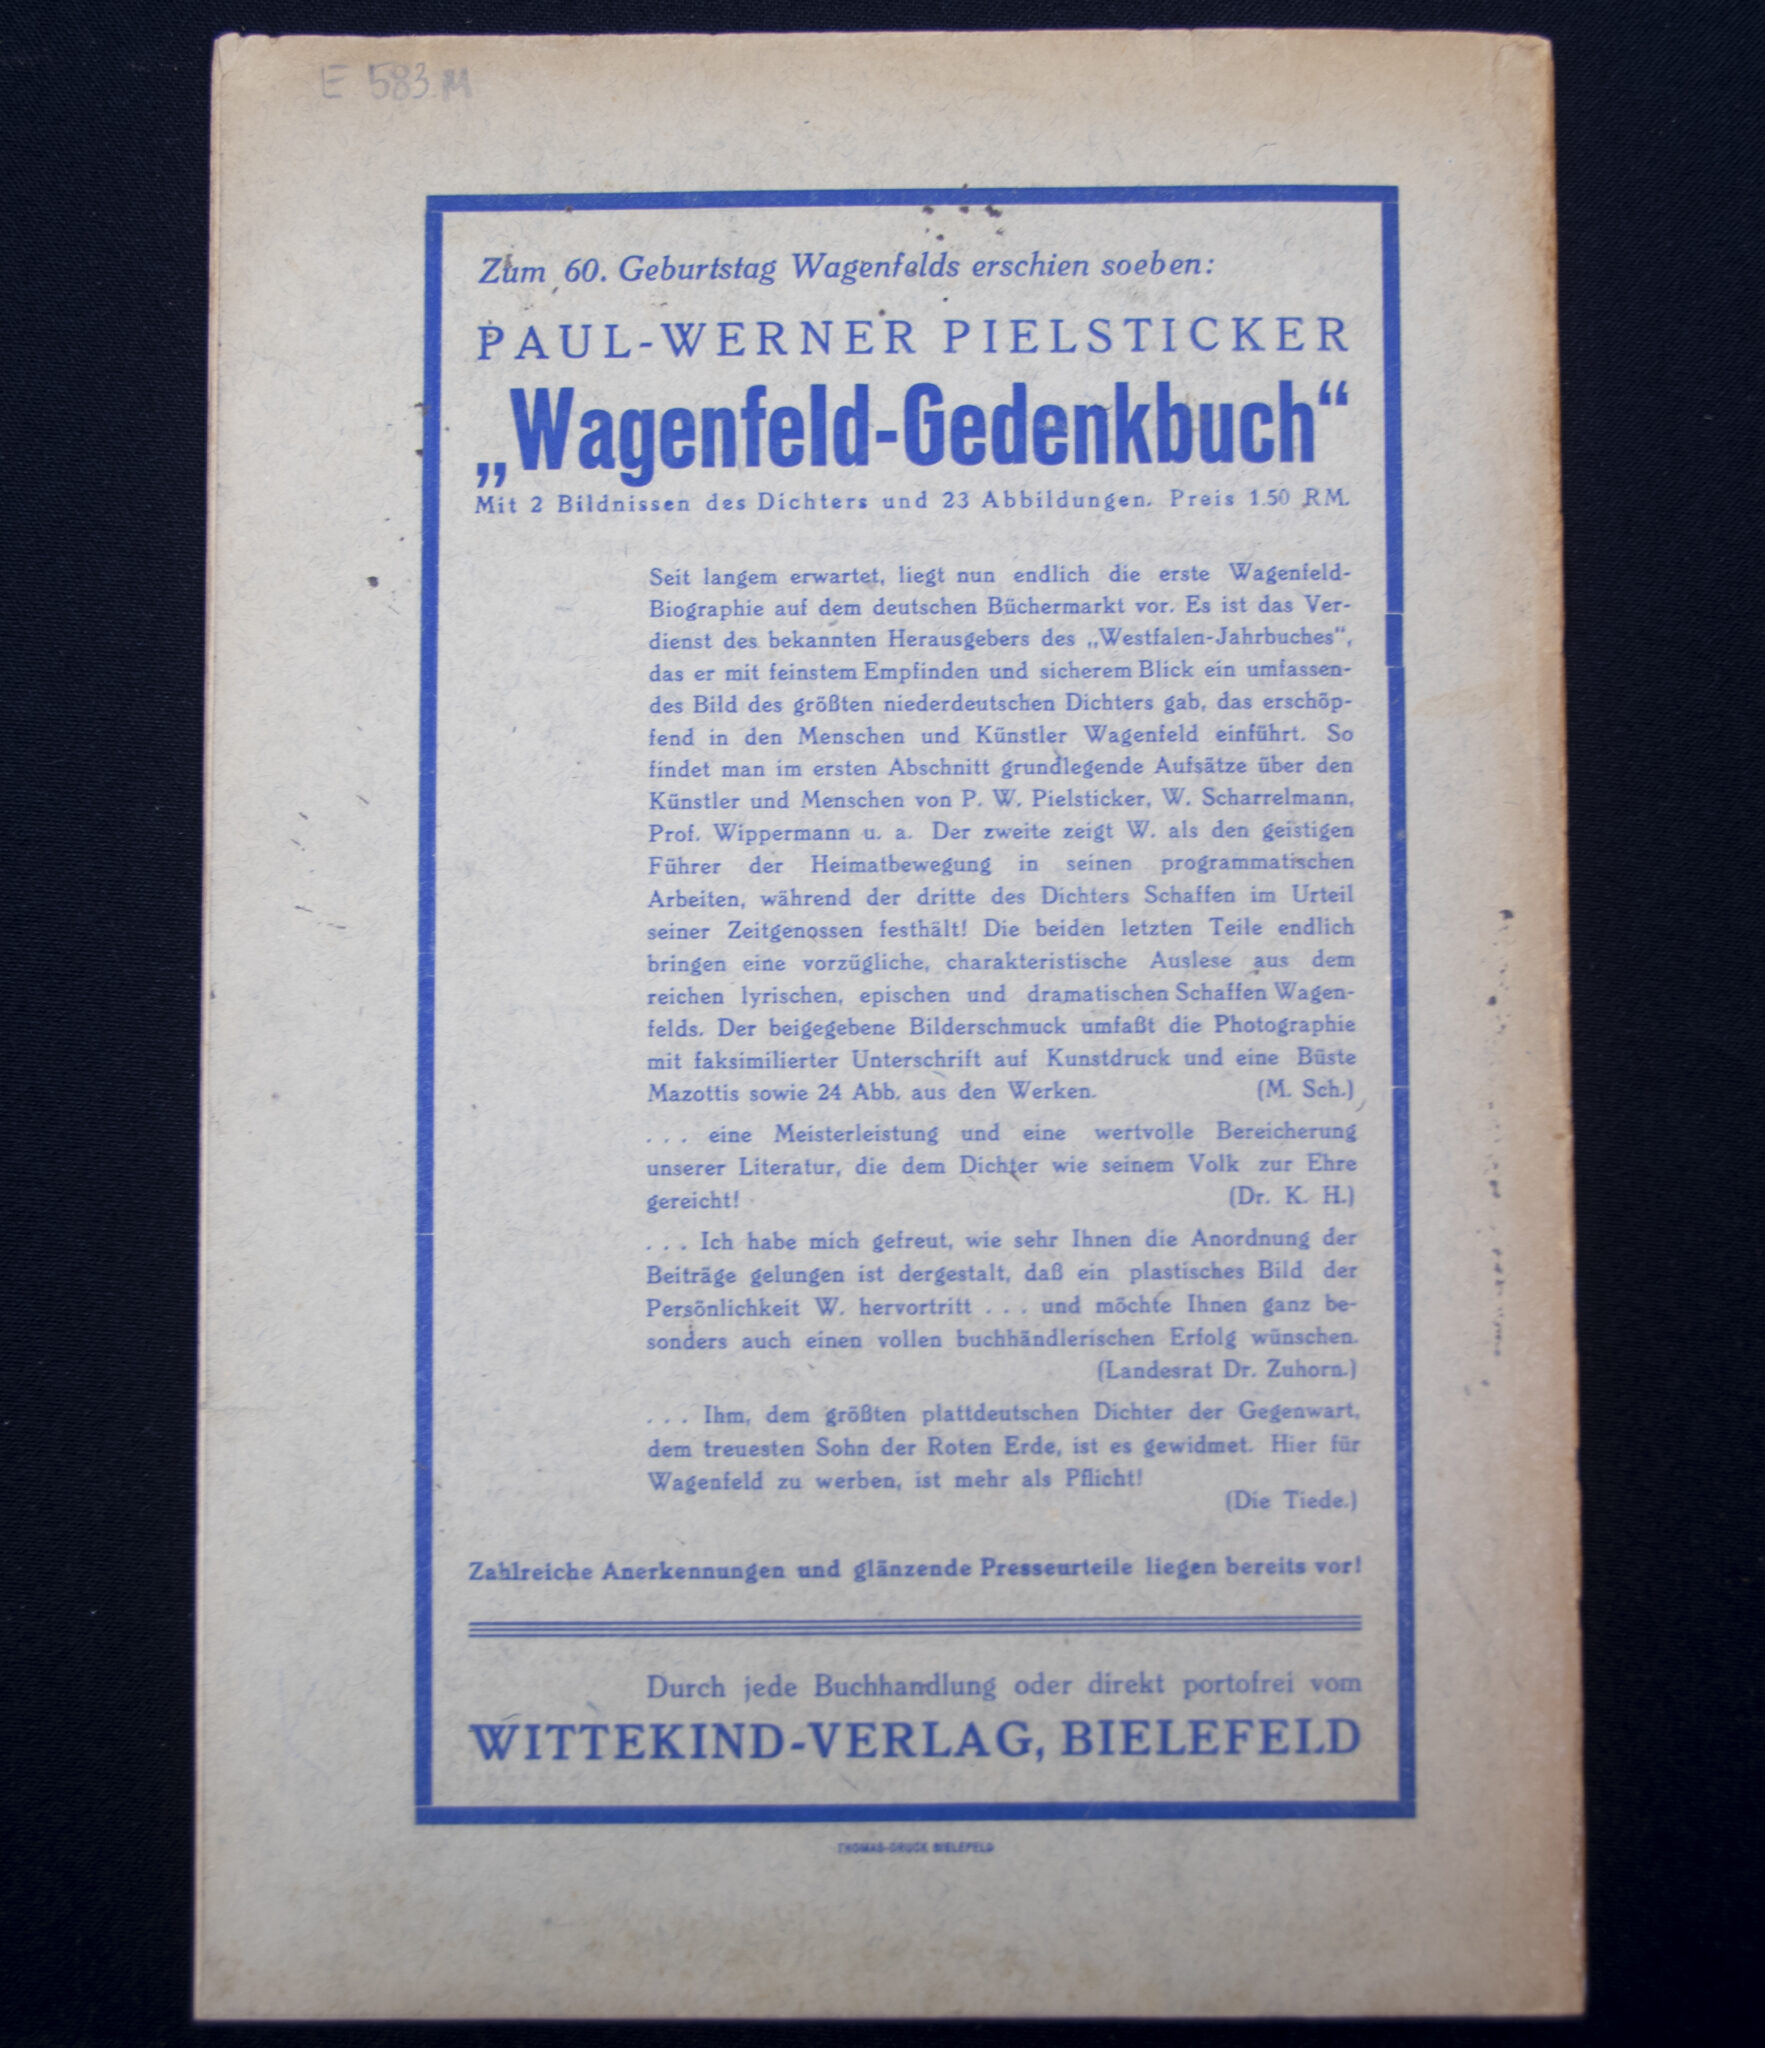 E 583 M
Zum 60. Geburtstag Wagenfelds erschien soeben:
PAUL-WERNER PIELSTICKER
„Wagenfeld-Gedenkbuch“
Mit 2 Bildnissen des Dichters und 23 Abbildungen. Preis 1.50 RM.
Seit langem erwartet, liegt nun endlich die erste Wagenfeld-
Biographie auf dem deutschen Büchermarkt vor. Es ist das Ver-
dienst des bekannten Herausgebers des „Westfalen-Jahrbuches“,
das er mit feinstem Empfinden und sicherem Blick ein umfassen-
des Bild des größten niederdeutschen Dichters gab, das erschöp-
fend in den Menschen und Künstler Wagenfeld einführt. So
findet man im ersten Abschnitt grundlegende Aufsätze über den
Künstler und Menschen von P. W. Pielsticker, W. Scharrelmann,
Prof. Wippermann u. a. Der zweite zeigt W. als den geistigen
Führer der Heimatbewegung in seinen programmatischen
Arbeiten, während der dritte des Dichters Schaffen im Urteil
seiner Zeitgenossen festhält! Die beiden letzten Teile endlich
bringen eine vorzügliche, charakteristische Auslese aus dem
reichen lyrischen, epischen und dramatischen Schaffen Wagen-
felds. Der beigegebene Bilderschmuck umfaßt die Photographie
mit faksimilierter Unterschrift auf Kunstdruck und eine Büste
Mazottis sowie 24 Abb. aus den Werken. (M. Sch.)
. . . eine Meisterleistung und eine wertvolle Bereicherung
unserer Literatur, die dem Dichter wie seinem Volk zur Ehre
gereicht! (Dr. K. H.)
. . . Ich habe mich gefreut, wie sehr Ihnen die Anordnung der
Beiträge gelungen ist dergestalt, daß ein plastisches Bild der
Persönlichkeit W. hervortritt . . . und möchte Ihnen ganz be-
sonders auch einen vollen buchhändlerischen Erfolg wünschen.
(Landesrat Dr. Zuhorn.)
. . . Ihm, dem größten plattdeutschen Dichter der Gegenwart,
dem treuesten Sohn der Roten Erde, ist es gewidmet. Hier für
Wagenfeld zu werben, ist mehr als Pflicht!
(Die Tiede.)
Zahlreiche Anerkennungen und glänzende Presseurteile liegen bereits vor!
Durch jede Buchhandlung oder direkt portofrei vom
WITTEKIND-VERLAG, BIELEFELD
THOMAS-DRUCK BIELEFELD